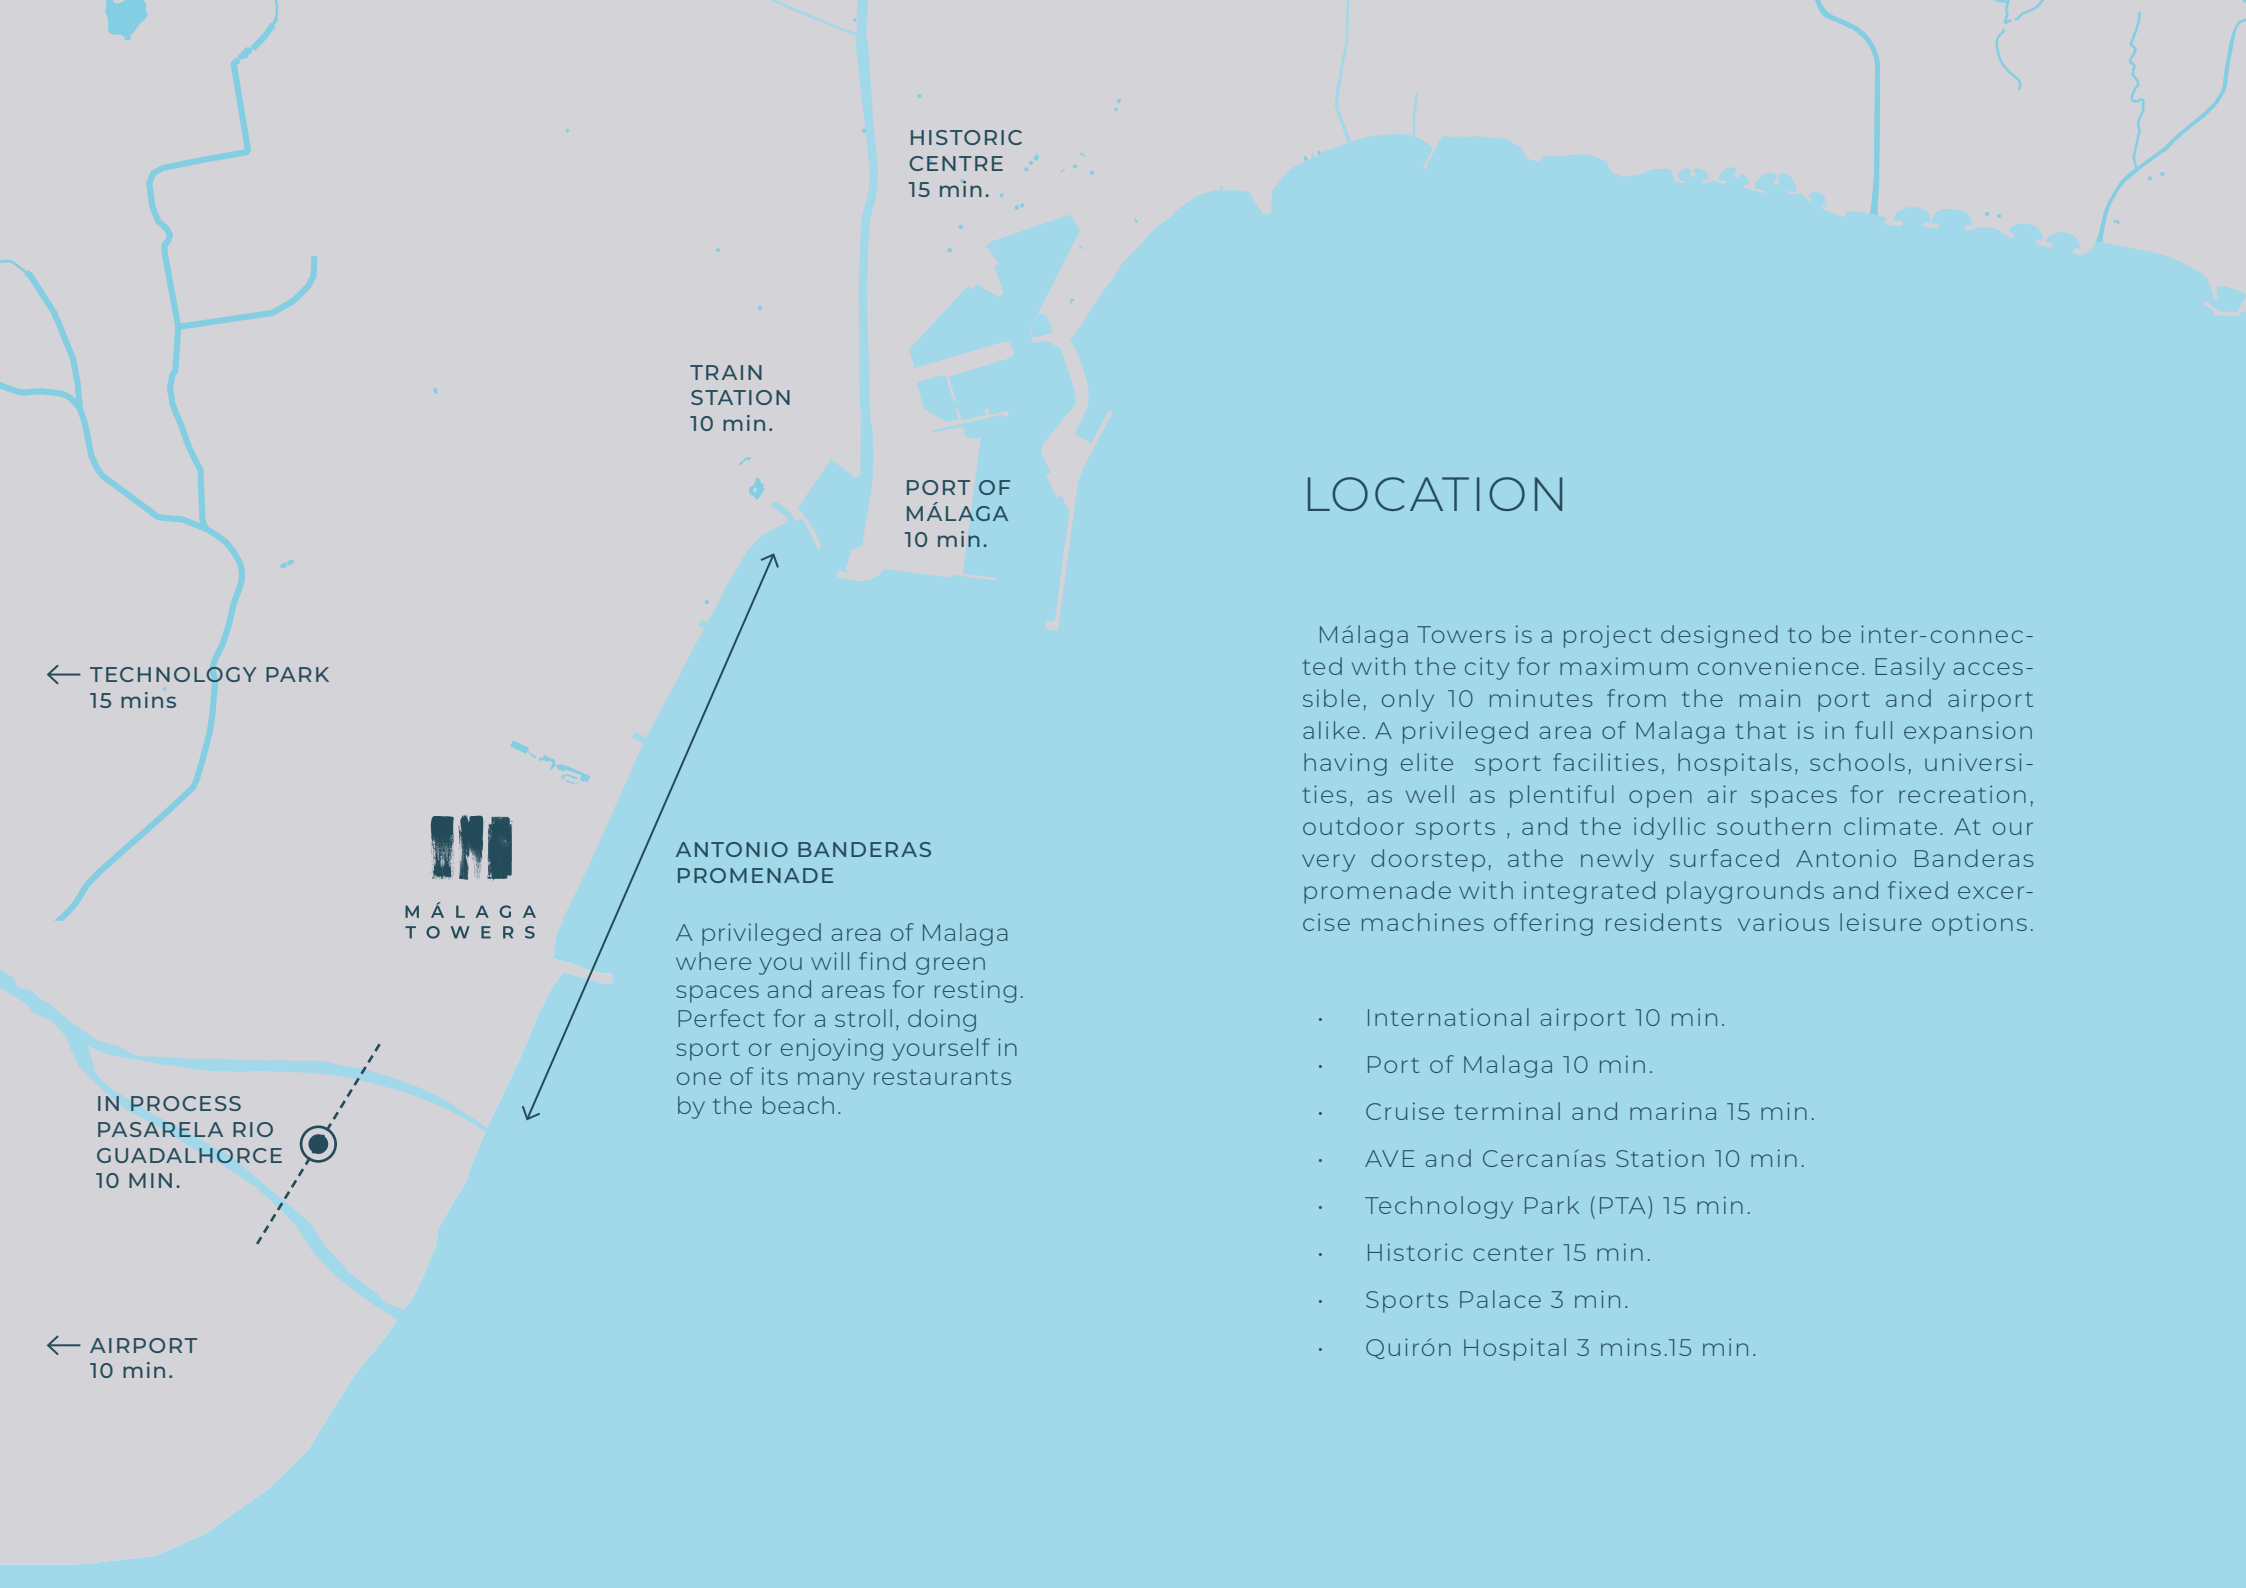 HISTORIC
CENTRE
15 min.
TRAIN
STATION
10 min.
PORT OF
MÁLAGA
10 min.
TECHNOLOGY PARK
15 mins
MÁLAGA
TOWERS
ANTONIO BANDERAS
PROMENADE
A privileged area of Malaga
where you will find green
spaces and areas for resting.
Perfect for a stroll, doing
sport or enjoying yourself in
one of its many restaurants
by the beach.
IN PROCESS
PASARELA RIO
GUADALHORCE
10 MIN.
AIRPORT
10 min.
LOCATION
Málaga Towers is a project designed to be inter-connec-
ted with the city for maximum convenience. Easily acces-
sible, only 10 minutes from the main port and airport
alike. A privileged area of Malaga that is in full expansion
having elite sport facilities, hospitals, schools, universi-
ties, as well as plentiful open air spaces for recreation,
outdoor sports , and the idyllic southern climate. At our
very doorstep, athe newly surfaced Antonio Banderas
promenade with integrated playgrounds and fixed excer-
cise machines offering residents various leisure options.
• International airport 10 min.
• Port of Malaga 10 min.
• Cruise terminal and marina 15 min.
• AVE and Cercanías Station 10 min.
• Technology Park (PTA) 15 min.
• Historic center 15 min.
• Sports Palace 3 min.
• Quirón Hospital 3 mins.15 min.